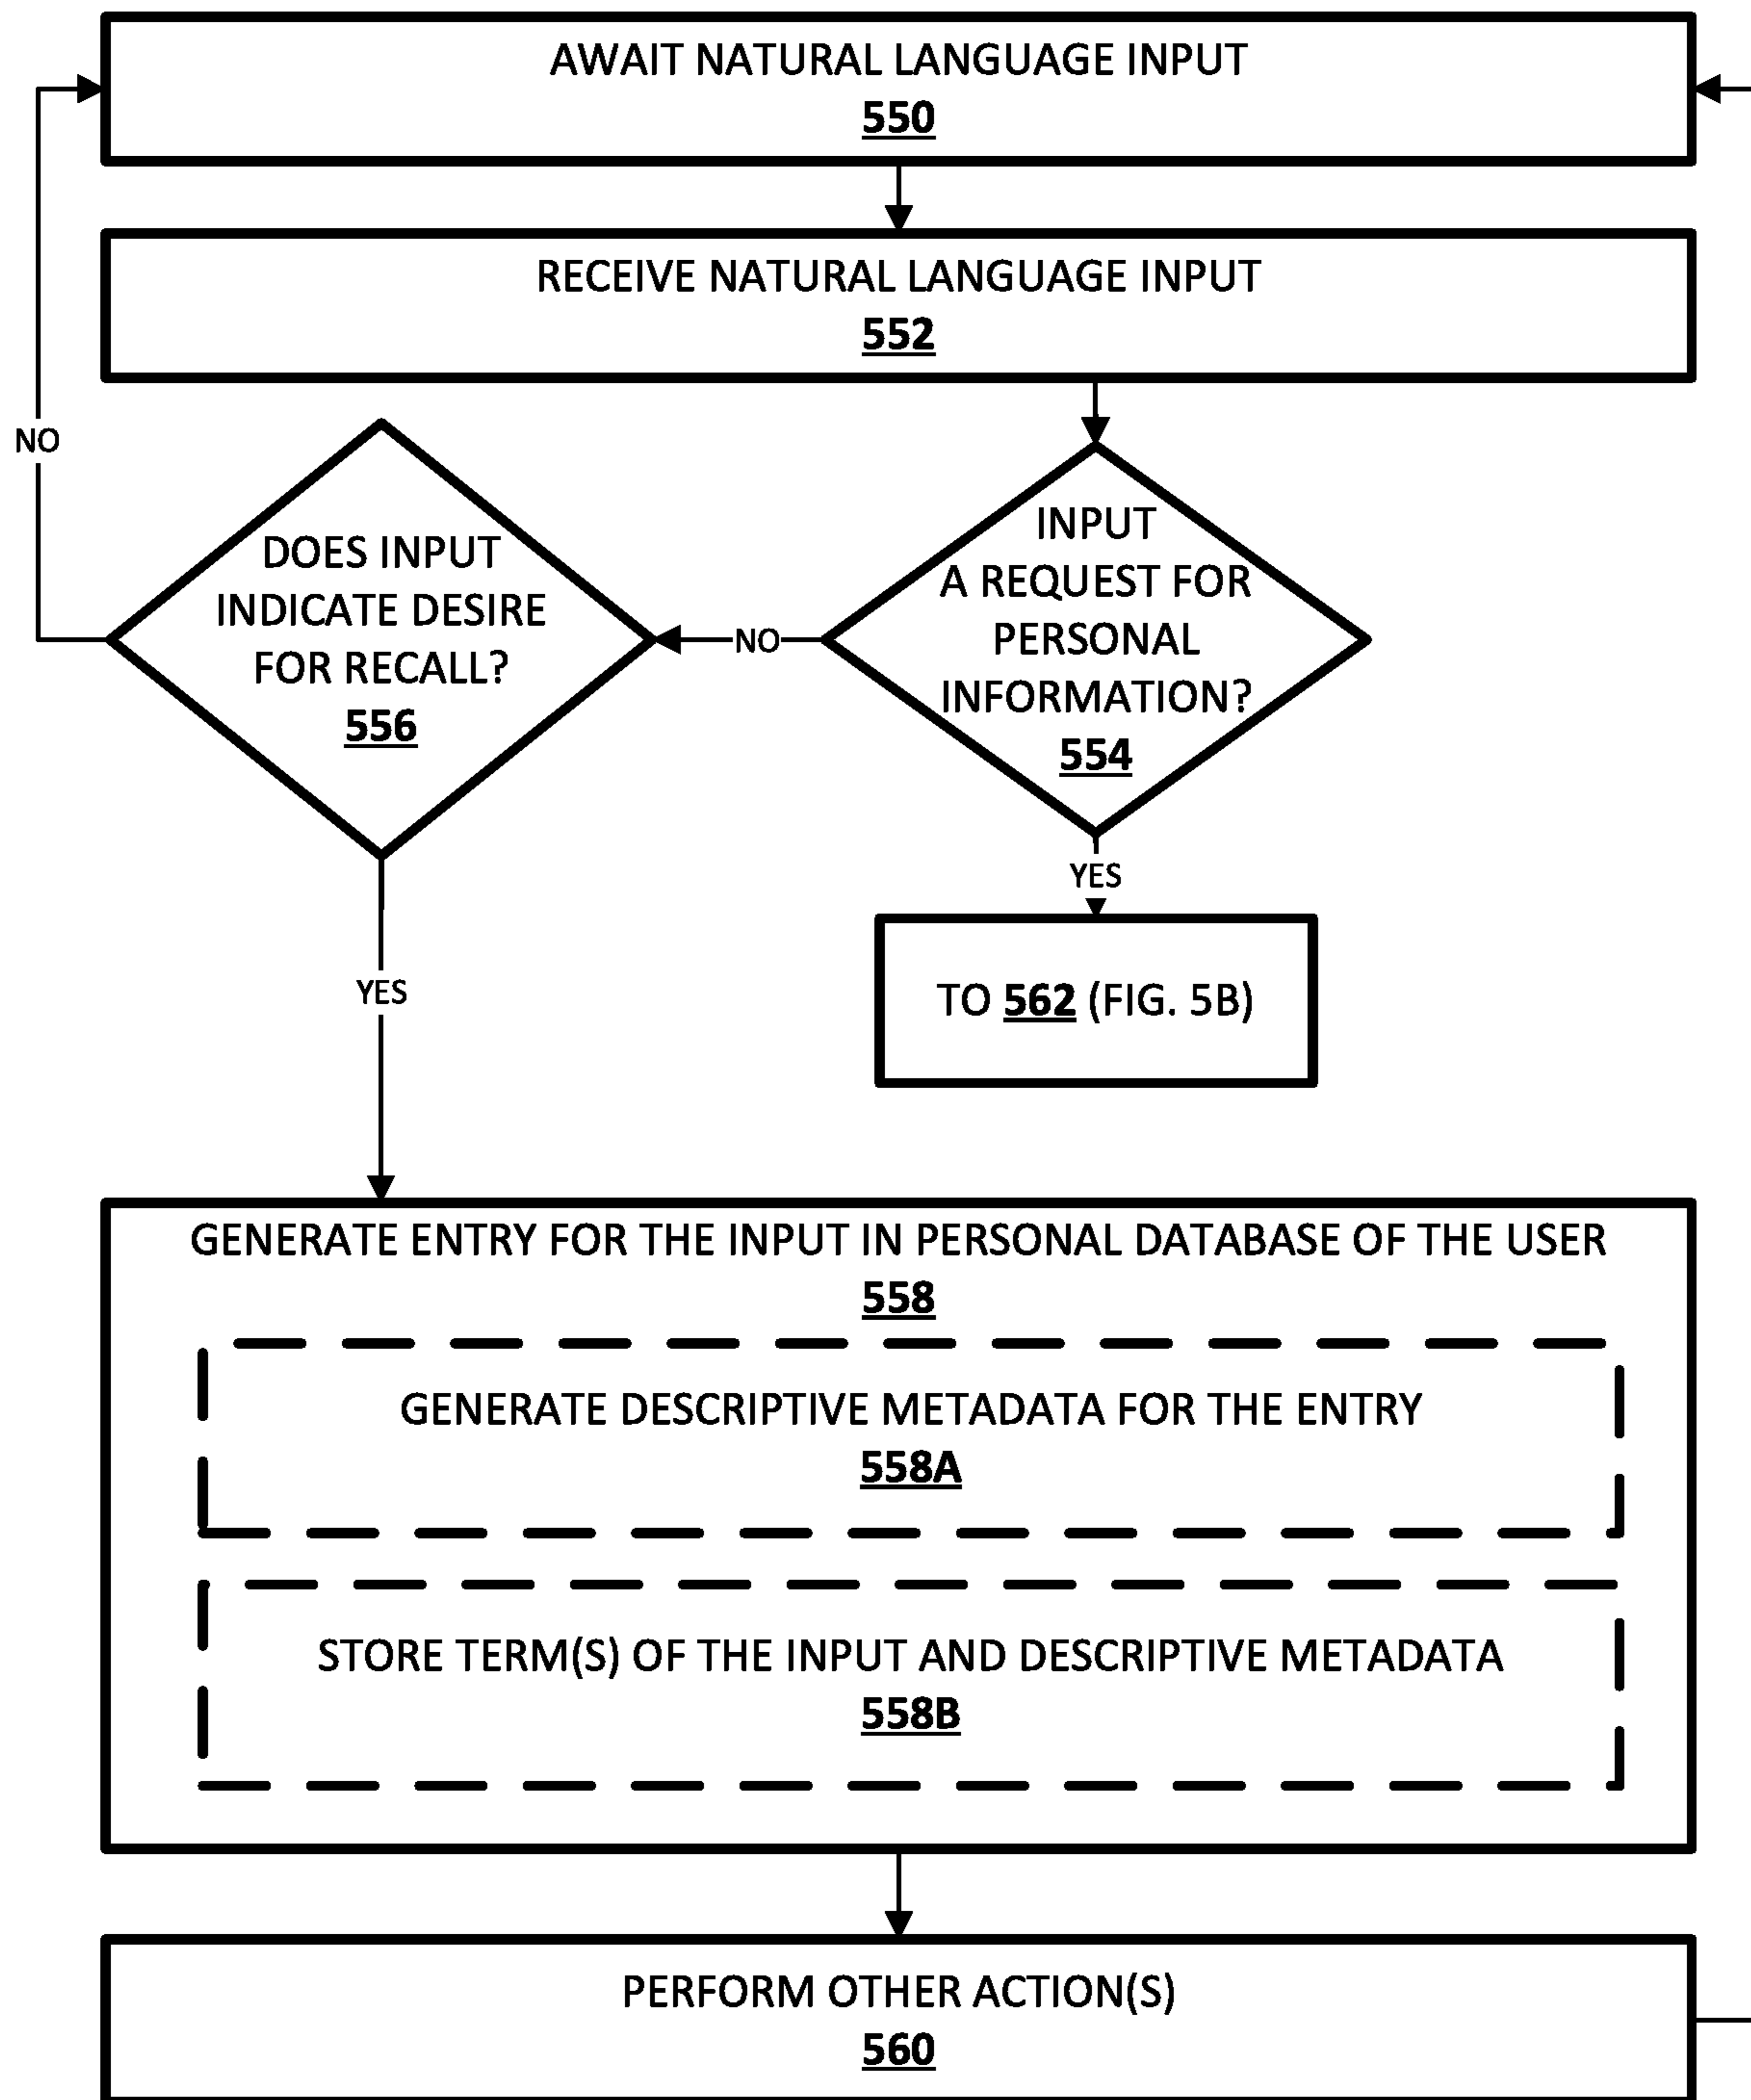 AWAIT NATURAL LANGUAGE INPUT
550
RECEIVE NATURAL LANGUAGE INPUT
552
NO
DOES INPUT
INDICATE DESIRE
FOR RECALL?
556
NO
INPUT
A REQUEST FOR
PERSONAL
INFORMATION?
554
YES
TO 562 (FIG. 5B)
YES
GENERATE ENTRY FOR THE INPUT IN PERSONAL DATABASE OF THE USER
558
GENERATE DESCRIPTIVE METADATA FOR THE ENTRY
558A
STORE TERM(S) OF THE INPUT AND DESCRIPTIVE METADATA
558B
PERFORM OTHER ACTION(S)
560